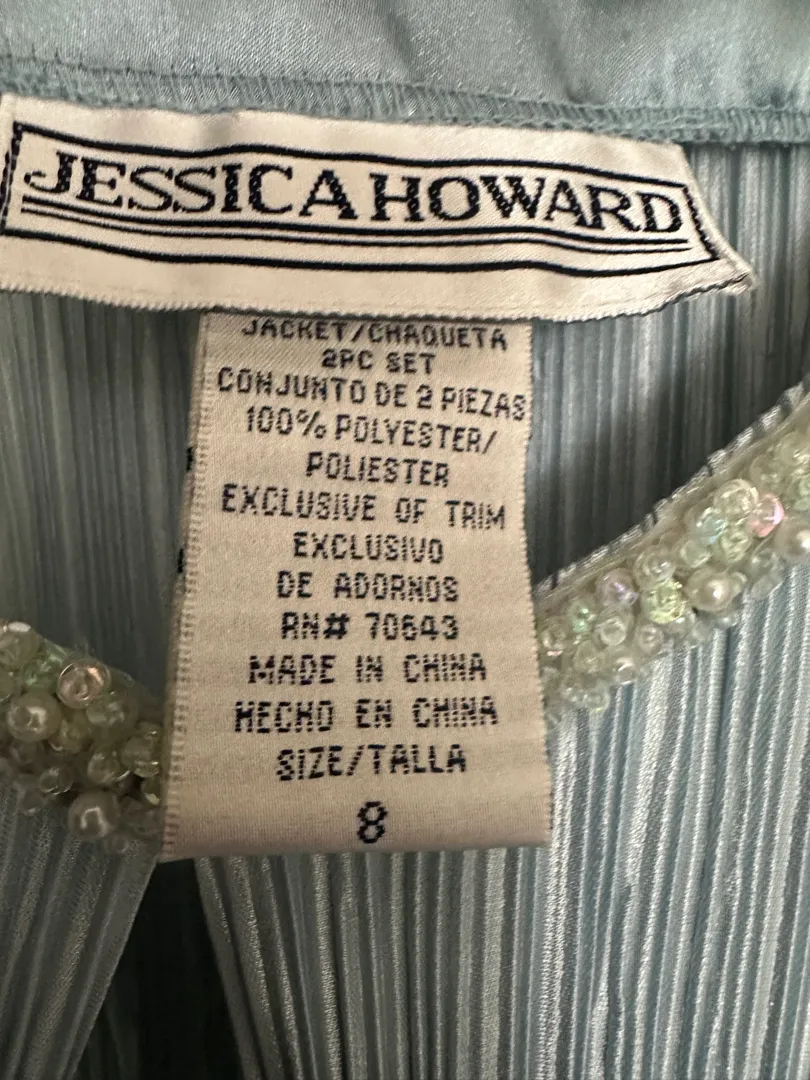 JESSICA HOWARD
JACKET/CHAQUETA
2PC SET
CONJUNTO DE 2 PIEZAS
100% POLYESTER/
POLIESTER
EXCLUSIVE OF TRIM
EXCLUSIVO
DE ADORNOS
RN# 70643
MADE IN CHINA
HECHO EN CHINA
SIZE/TALLA
8